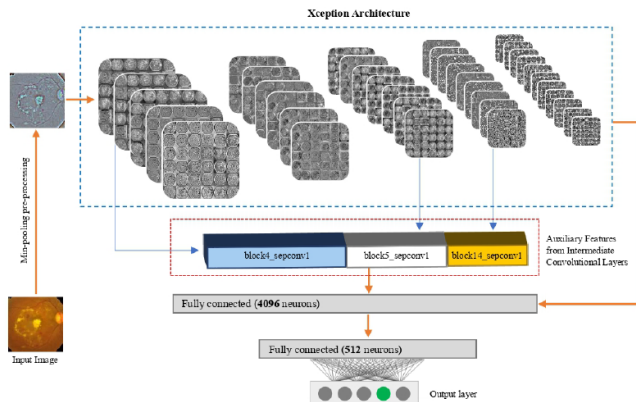 Xception Architecture
Min-pooling pre-processing
block4_sepconv1
block5_sepconv1
block14_sepconv1
Auxiliary Features
from Intermediate
Convolutional Layers
Fully connected (4096 neurons)
Input Image
Fully connected (512 neurons)
Output layer